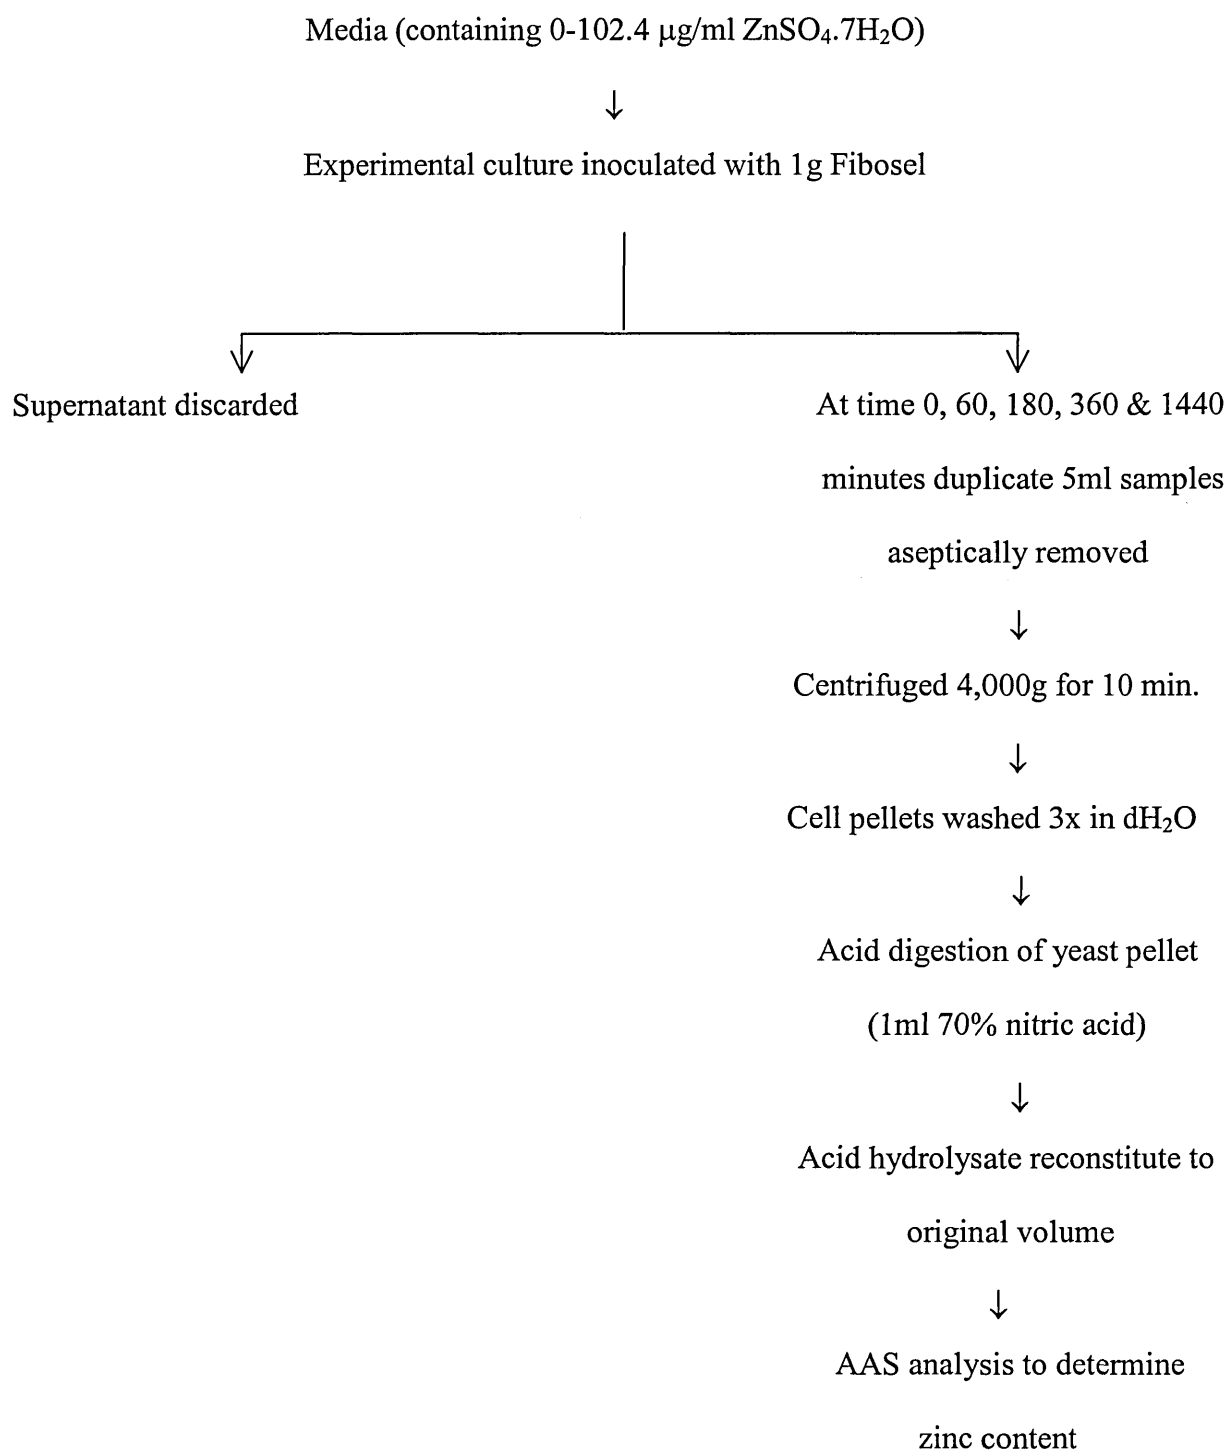 Media (containing 0-102.4 μg/ml ZnSO₄.7H₂O)
↓
Experimental culture inoculated with 1g Fibosel
Supernatant discarded
At time 0, 60, 180, 360 & 1440
minutes duplicate 5ml samples
aseptically removed
↓
Centrifuged 4,000g for 10 min.
↓
Cell pellets washed 3x in dH₂O
↓
Acid digestion of yeast pellet
(1ml 70% nitric acid)
↓
Acid hydrolysate reconstitute to
original volume
↓
AAS analysis to determine
zinc content